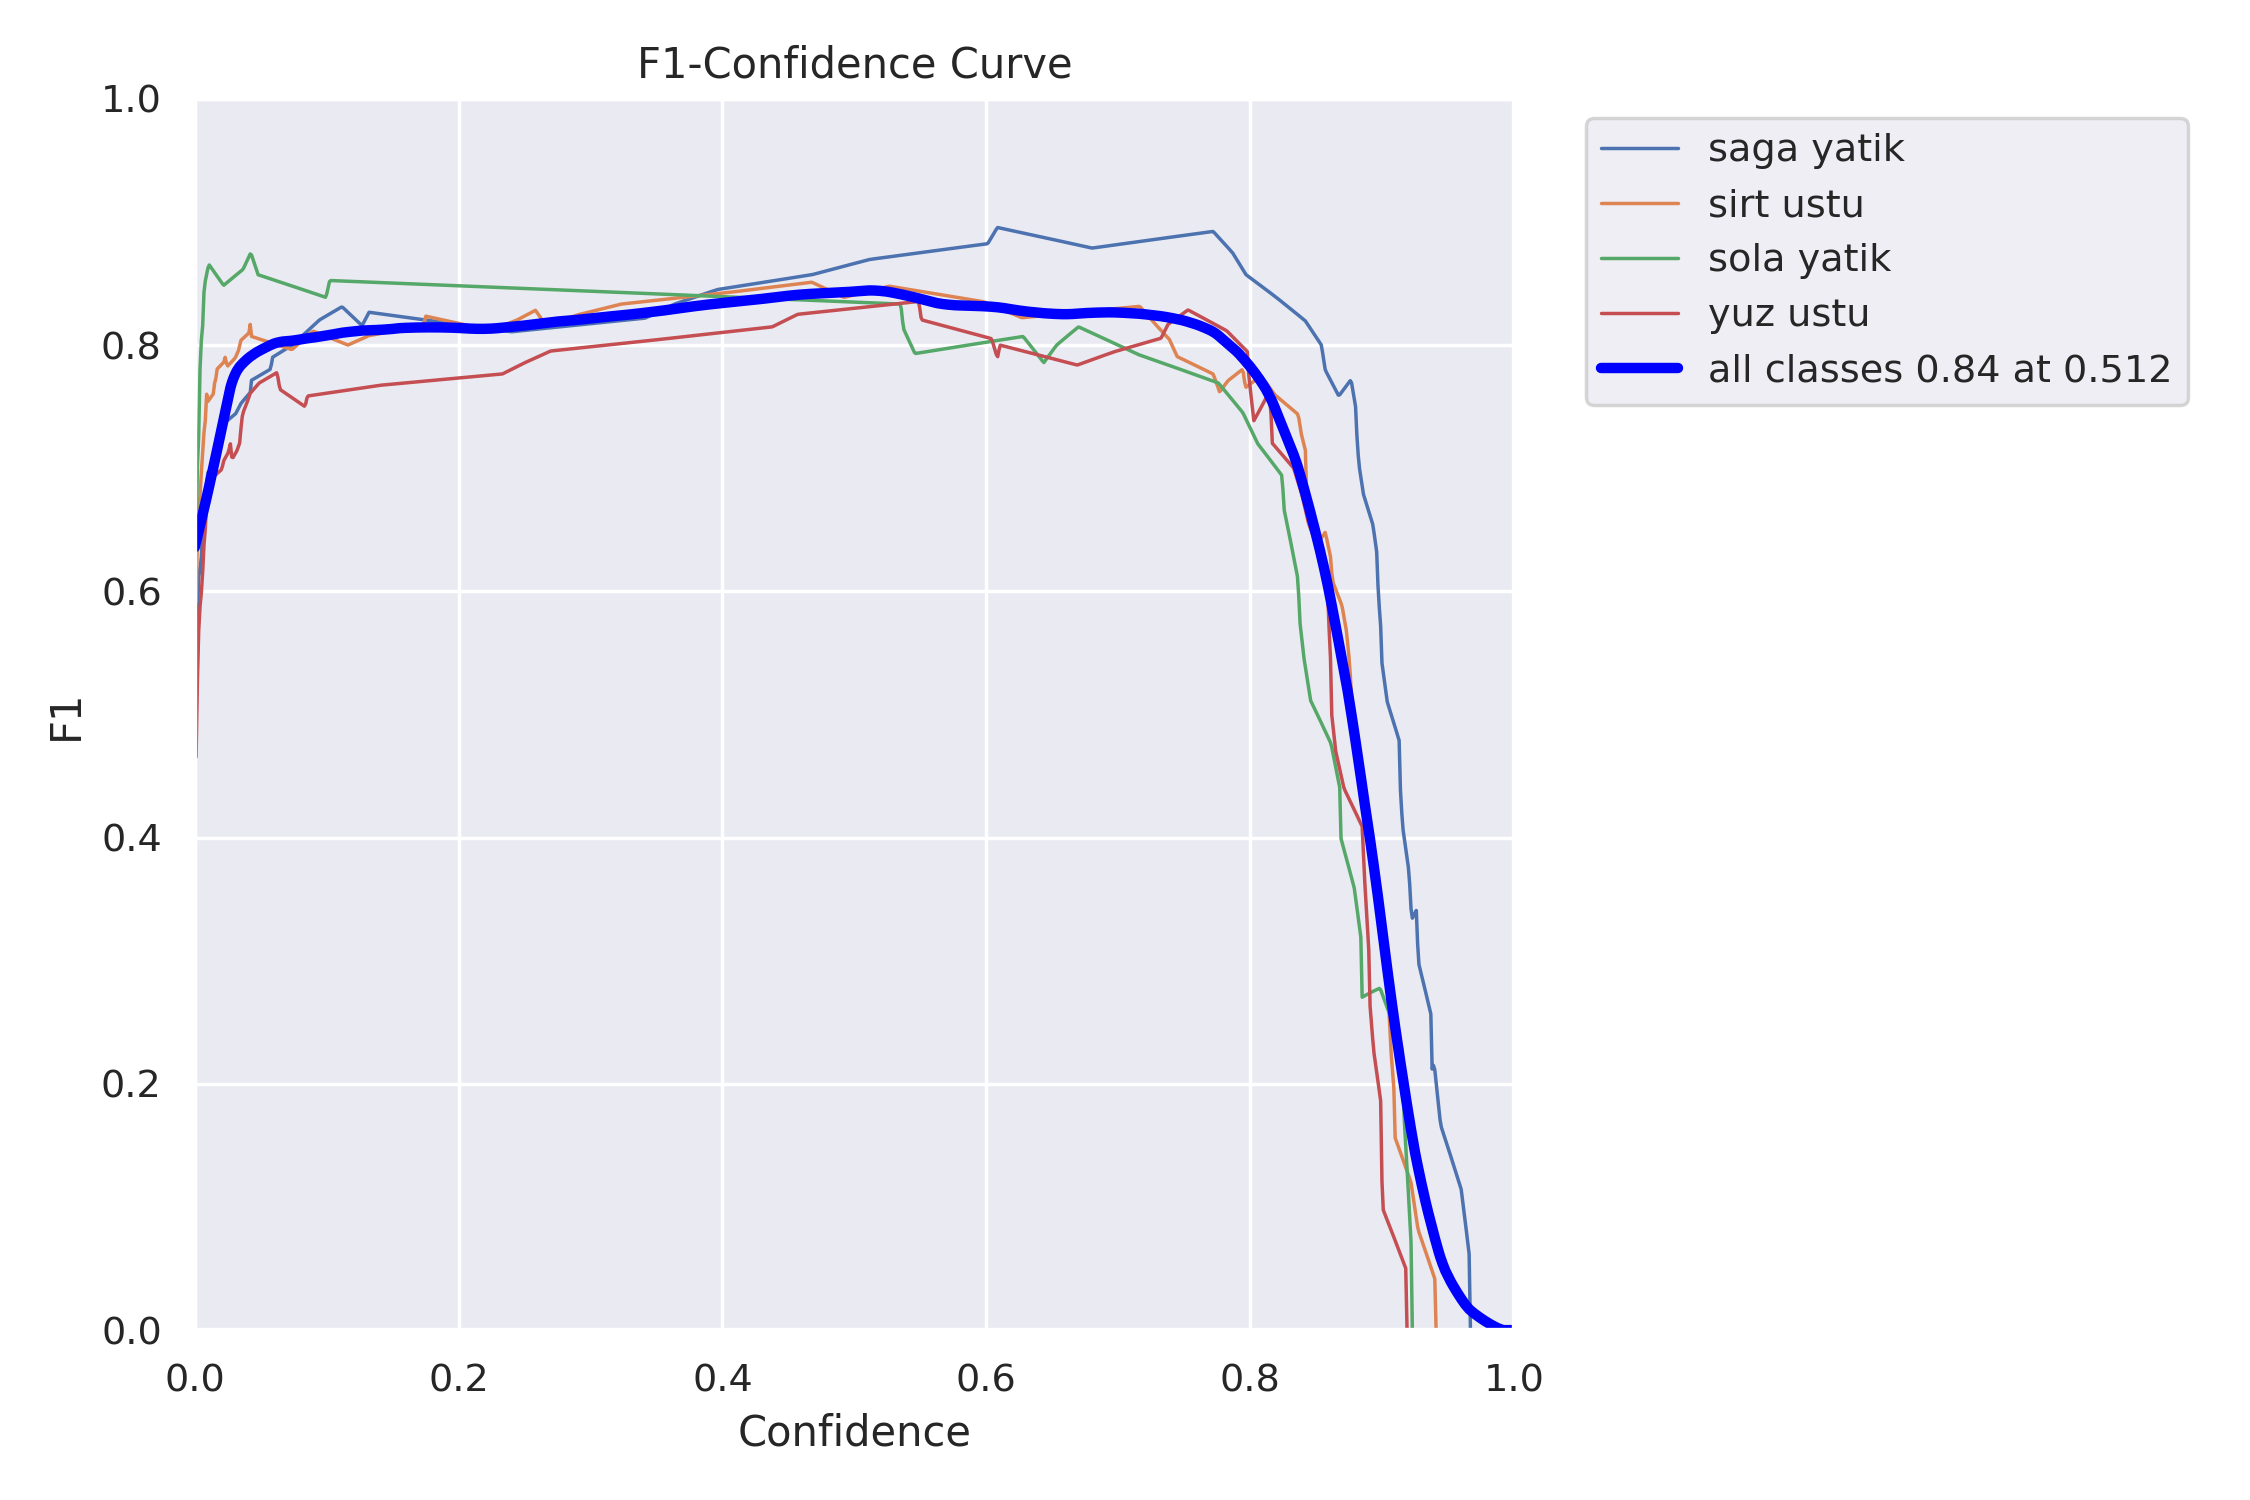 F1-Confidence Curve
1.0
0.8
0.6
0.4
0.2
0.0
F1
0.0 0.2 0.4 0.6 0.8 1.0
Confidence
saga yatik
sirt ustu
sola yatik
yuz ustu
all classes 0.84 at 0.512